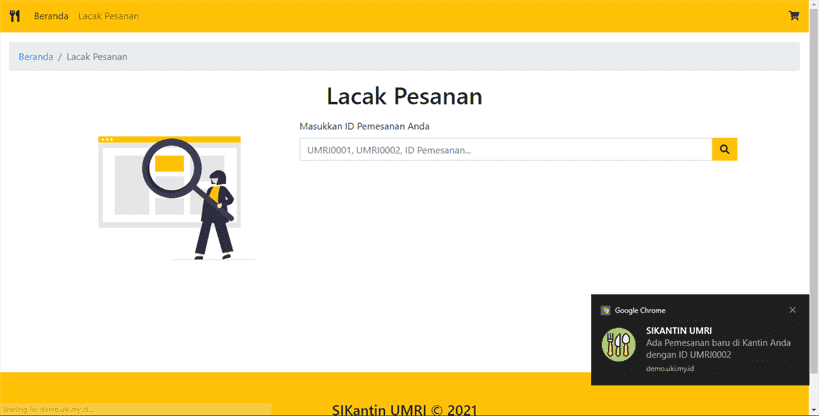 Beranda Lacak Pesanan
Beranda / Lacak Pesanan
Lacak Pesanan
Masukkan ID Pemesanan Anda
UMRI0001, UMRI0002, ID Pemesanan...
Google Chrome
SIKANTIN UMRI
Ada Pemesanan baru di Kantin Anda
dengan ID UMRI0002
demo.uki.my.id
Waiting for demo.uki.my.id...
SIKantin UMRI © 2021